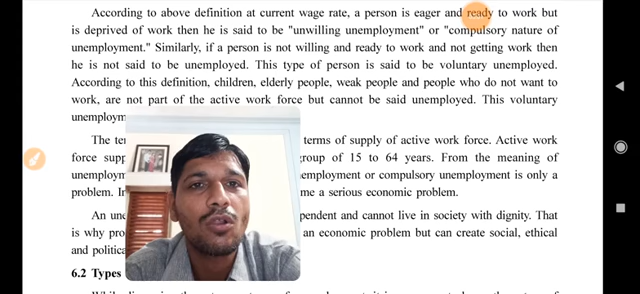 According to above definition at current wage rate, a person is eager and ready to work but
is deprived of work then he is said to be "unwilling unemployment" or "compulsory nature of
unemployment." Similarly, if a person is not willing and ready to work and not getting work then
he is not said to be unemployed. This type of person is said to be voluntary unemployed.
According to this definition, children, elderly people, weak people and people who do not want to
work, are not part of the active work force but cannot be said unemployed. This voluntary
unemploym
The te terms of supply of active work force. Active work
force supp group of 15 to 64 years. From the meaning of
unemploym employment or compulsory unemployment is only a
problem. I me a serious economic problem.
An une pendent and cannot live in society with dignity. That
is why pro an economic problem but can create social, ethical
and politica
6.2 Types